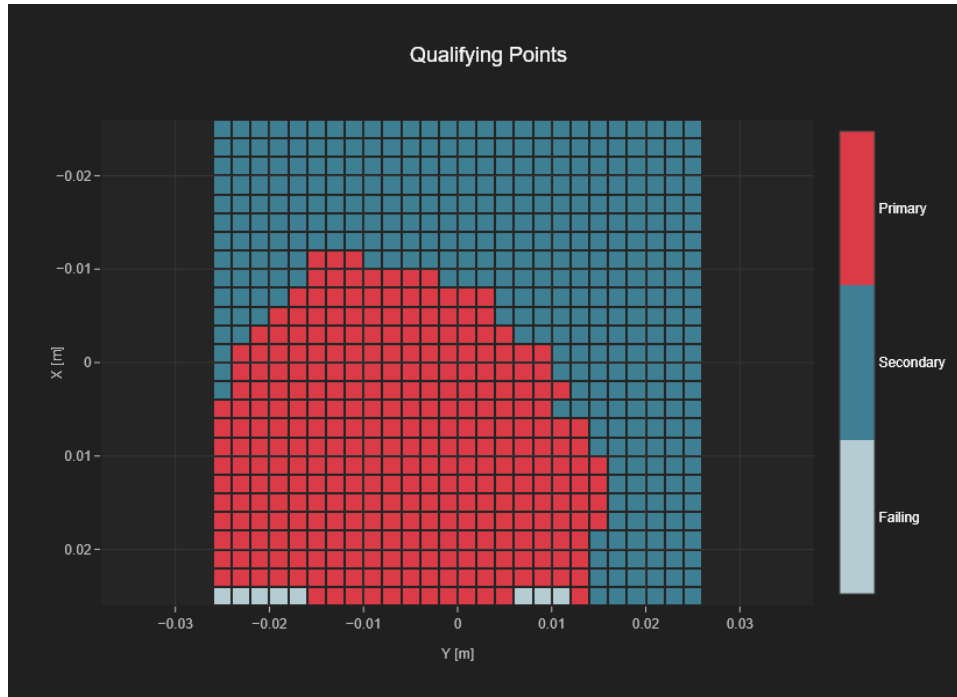 Qualifying Points
−0.02
−0.01
0
0.01
0.02
X [m]
−0.03
−0.02
−0.01
0
0.01
0.02
0.03
Y [m]
Primary
Secondary
Failing